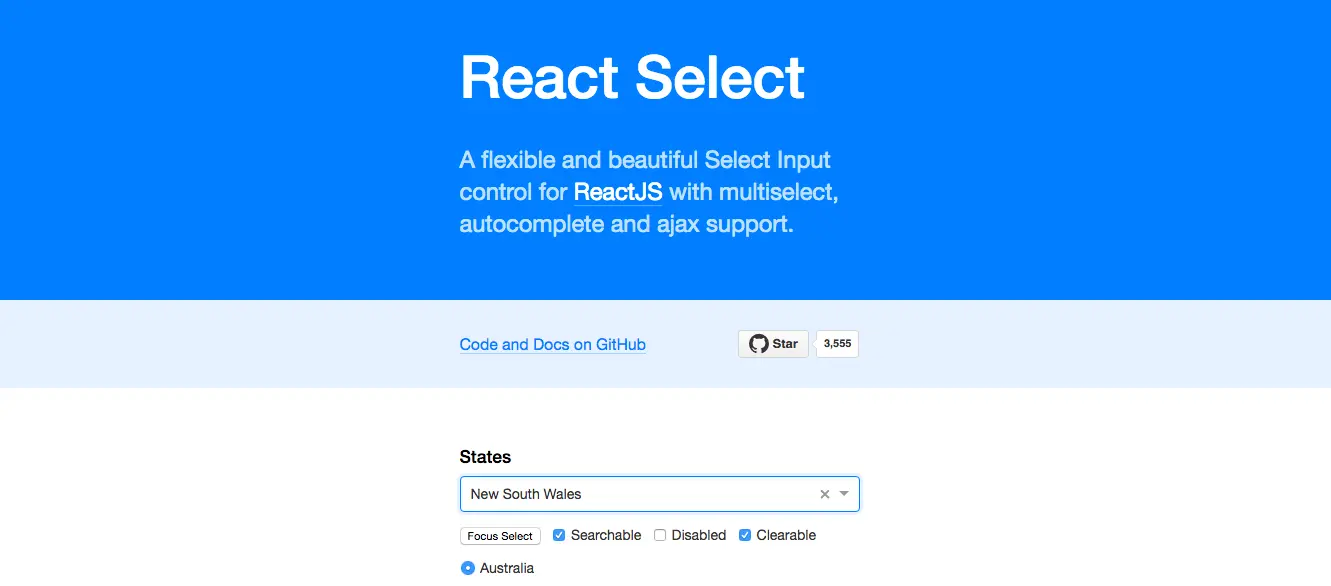 React Select
A flexible and beautiful Select Input
control for ReactJS with multiselect,
autocomplete and ajax support.
Code and Docs on GitHub
Star
3,555
States
New South Wales
Focus Select Searchable Disabled Clearable
Australia